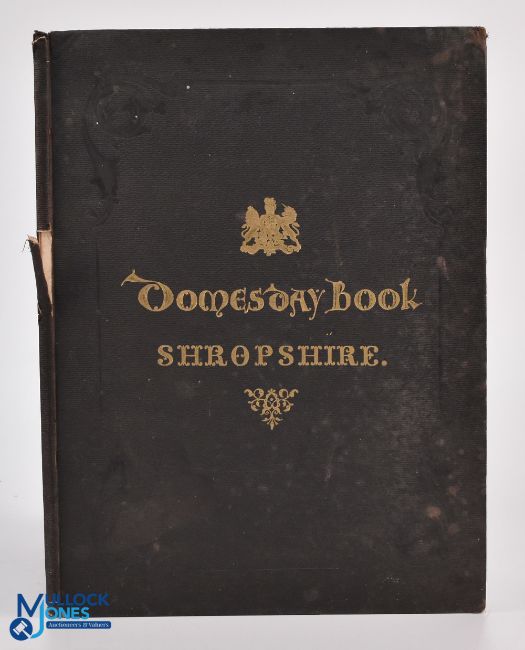 Domesday Book
SHROPSHIRE.
MULLOCK
JONES
Auctioneers & Valuers